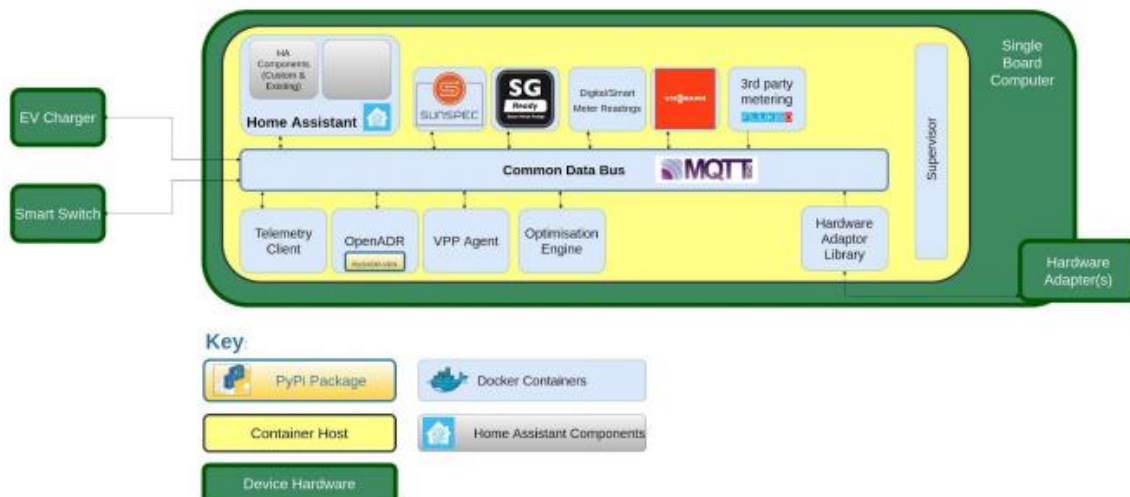 HA
Components
(Custom &
Existing)
Home Assistant
SUNSPEC
SG
Ready
Digital/Smart
Meter Readings
3rd party
metering
Single
Board
Computer
Supervisor
EV Charger
Smart Switch
Common Data Bus
MQTT
Telemetry
Client
OpenADR
VPP Agent
Optimisation
Engine
Hardware
Adaptor
Library
Hardware
Adapter(s)
Key:
PyPi Package
Docker Containers
Container Host
Home Assistant Components
Device Hardware